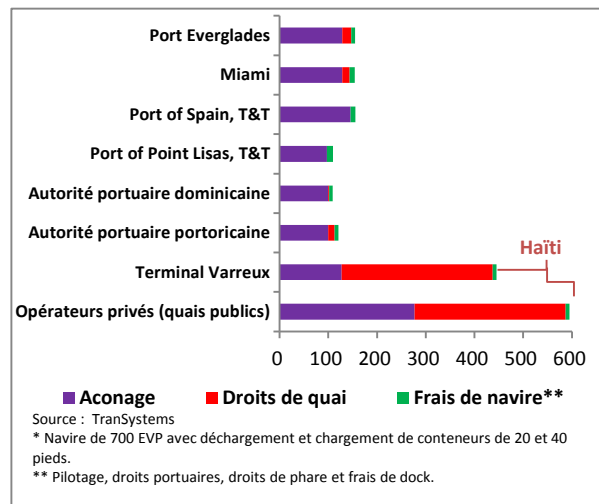 Port Everglades
Miami
Port of Spain, T&T
Port of Point Lisas, T&T
Autorité portuaire dominicaine
Autorité portuaire portoricaine
Haïti
Terminal Varreux
Opérateurs privés (quais publics)
0 100 200 300 400 500 600
Aconage Droits de quai Frais de navire**
Source : TranSystems
* Navire de 700 EVP avec déchargement et chargement de conteneurs de 20 et 40
pieds.
** Pilotage, droits portuaires, droits de phare et frais de dock.